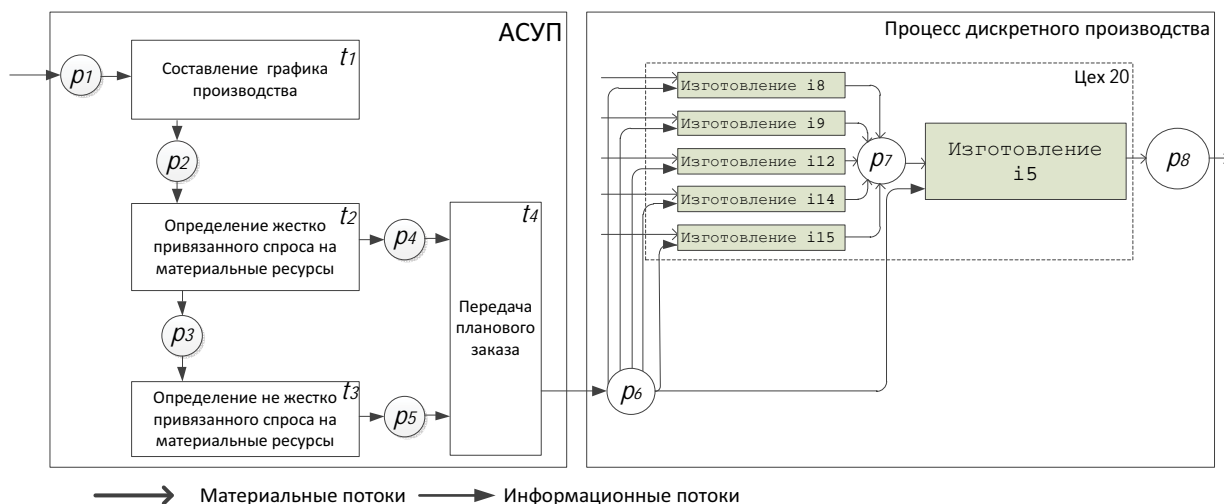 АСУП
p1
t1
Составление графика
производства
p2
t2
Определение жестко
привязанного спроса на
материальные ресурсы
p4
p3
t3
Определение не жестко
привязанного спроса на
материальные ресурсы
p5
t4
Передача
планового
заказа
Процесс дискретного производства
Цех 20
Изготовление i8
Изготовление i9
Изготовление i12
Изготовление i14
Изготовление i15
p7
Изготовление
i5
p8
p6
Материальные потоки
Информационные потоки